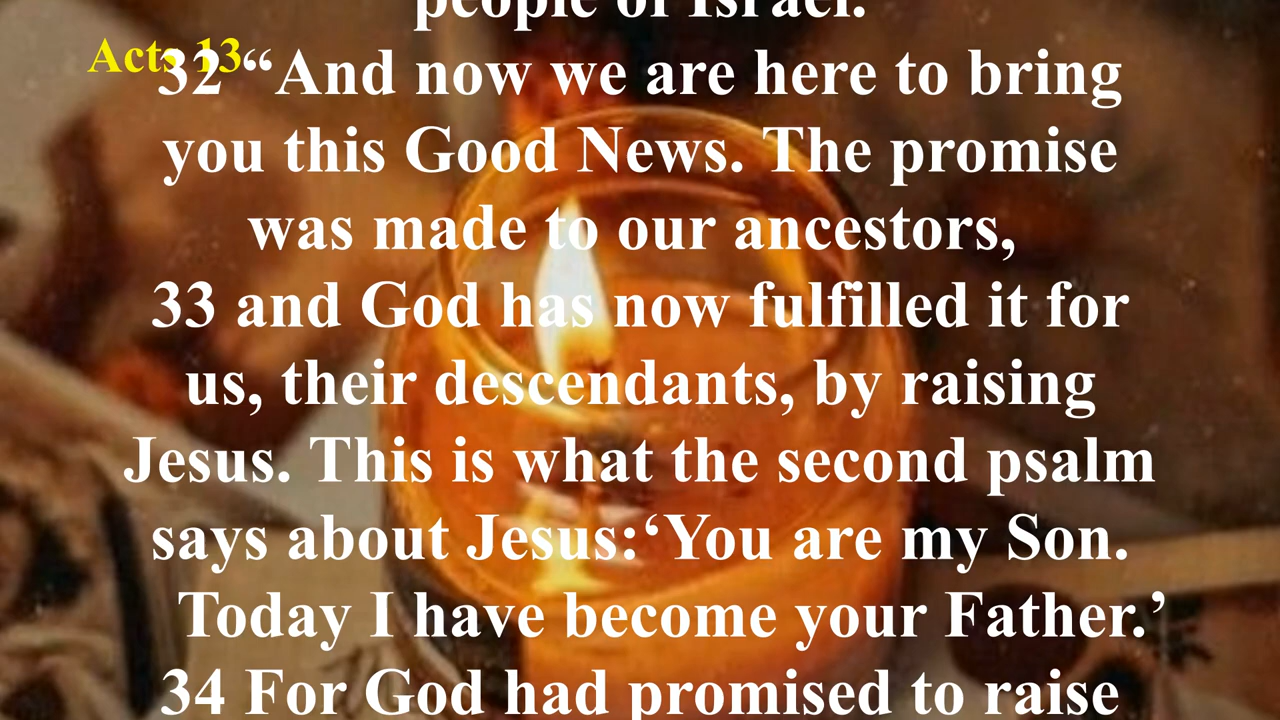 people of Israel.
Acts 13
32 “And now we are here to bring
you this Good News. The promise
was made to our ancestors,
33 and God has now fulfilled it for
us, their descendants, by raising
Jesus. This is what the second psalm
says about Jesus:‘You are my Son.
Today I have become your Father.’
34 For God had promised to raise